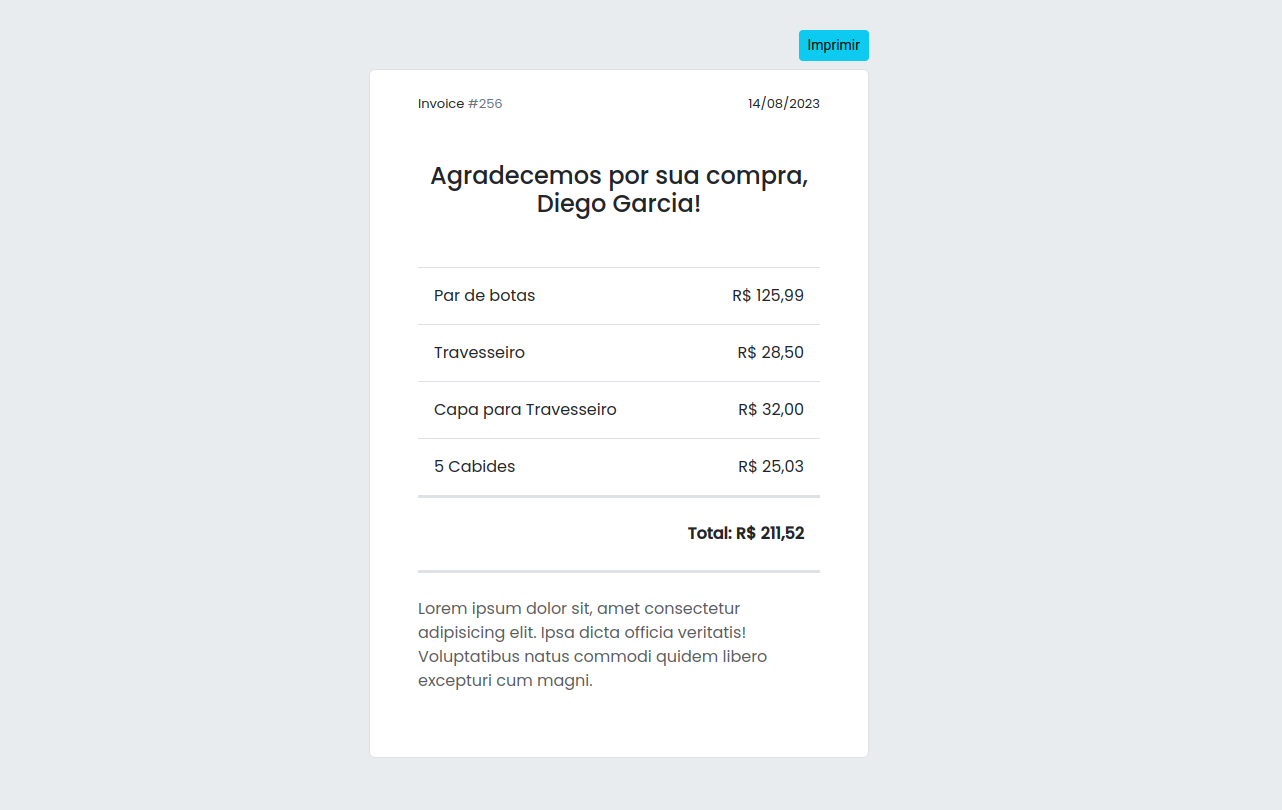 Imprimir
Invoice #256 14/08/2023
Agradecemos por sua compra,
Diego Garcia!
Par de botas R$ 125,99
Travesseiro R$ 28,50
Capa para Travesseiro R$ 32,00
5 Cabides R$ 25,03
Total: R$ 211,52
Lorem ipsum dolor sit, amet consectetur
adipisicing elit. Ipsa dicta officia veritatis!
Voluptatibus natus commodi quidem libero
excepturi cum magni.